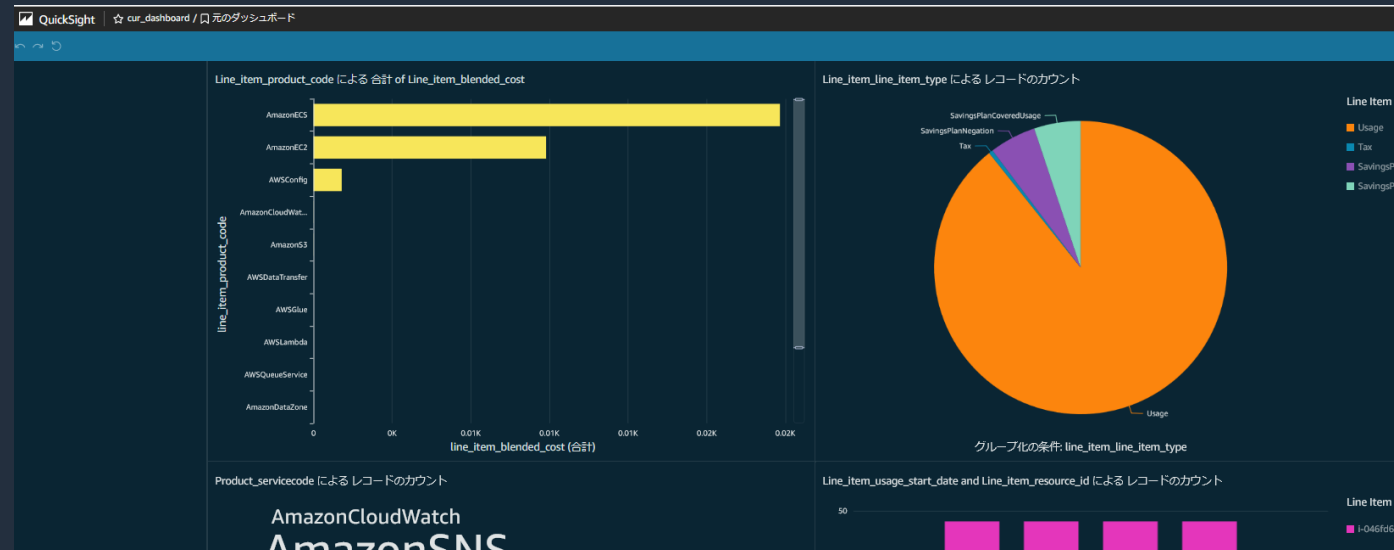 QuickSight ☆ cur_dashboard / 元のダッシュボード
Line_item_product_code による 合計 of Line_item_blended_cost
AmazonECS
AmazonEC2
AWSConfig
AmazonCloudWat...
AmazonS3
AWSDataTransfer
AWSGlue
AWSLambda
AWSQueueService
AmazonDataZone
line_item_product_code
0 0K 0.01K 0.01K 0.01K 0.02K 0.02K
line_item_blended_cost (合計)
Line_item_line_item_type による レコードのカウント
SavingsPlanCoveredUsage
SavingsPlanNegation
Tax
Usage
グループ化の条件: line_item_line_item_type
Line Item
Usage
Tax
SavingsP
SavingsP
Product_servicecode による レコードのカウント
AmazonCloudWatch
AmazonSNS
Line_item_usage_start_date and Line_item_resource_id による レコードのカウント
50
Line Item
i-046fd6